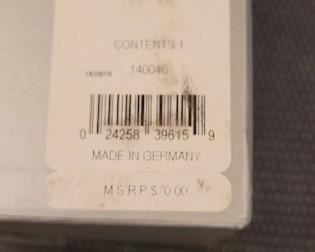 CONTENTS:1
140046
0 24258 39615 9
MADE IN GERMANY
M.S.R.P. $70.00